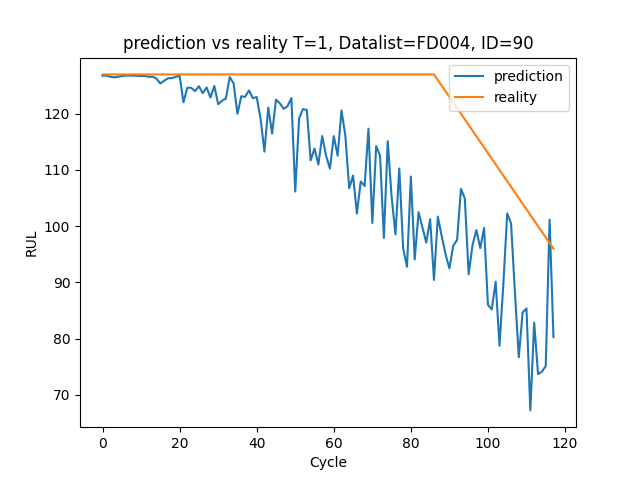 prediction vs reality T=1, Datalist=FD004, ID=90
prediction
reality
RUL
120
110
100
90
80
70
0 20 40 60 80 100 120
Cycle